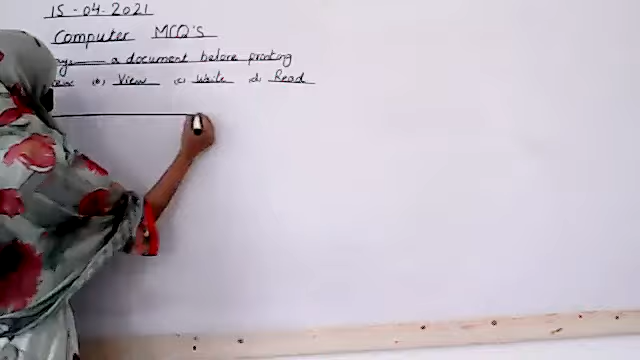 15-04-2021
Computer MCQ's
a document before printing
b, View c, Write d, Read